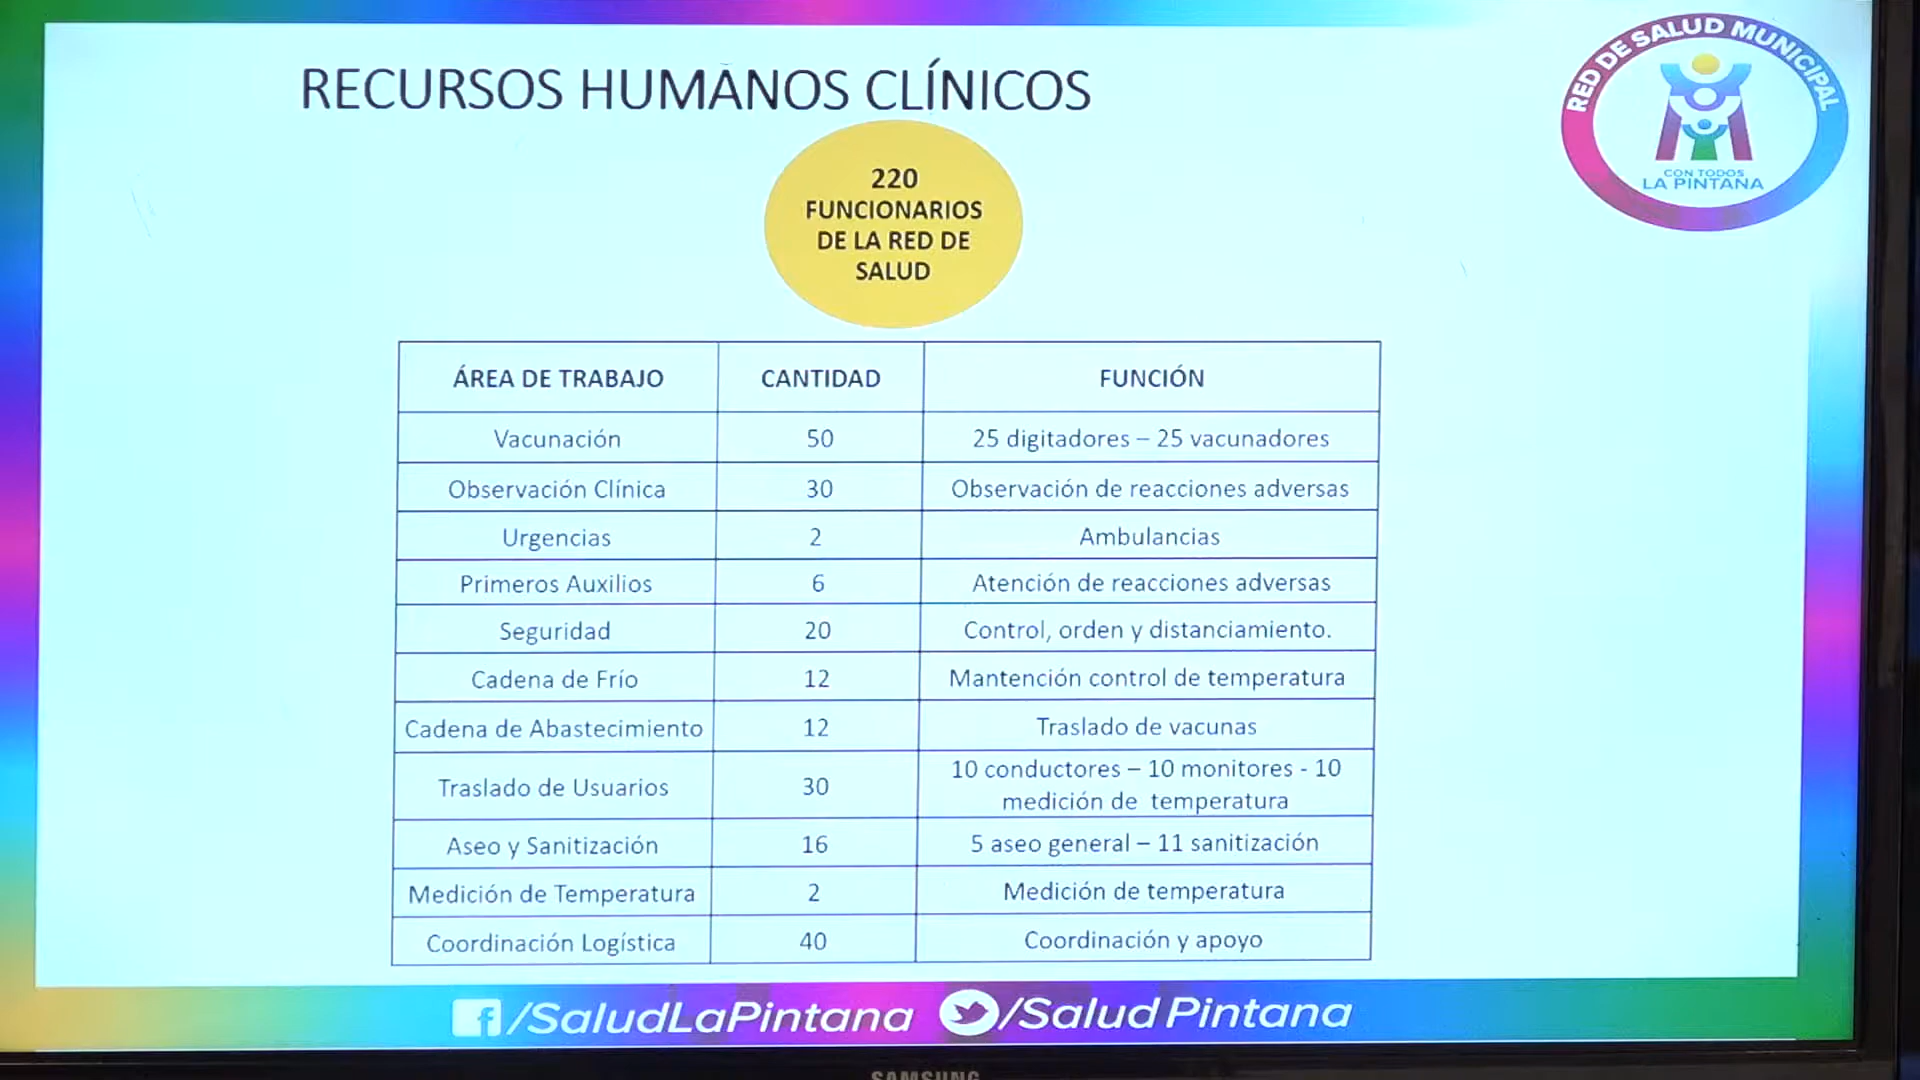 RECURSOS HUMANOS CLÍNICOS
RED DE SALUD MUNICIPAL
CON TODOS
LA PINTANA
220
FUNCIONARIOS
DE LA RED DE
SALUD
ÁREA DE TRABAJO CANTIDAD FUNCIÓN
Vacunación 50 25 digitadores – 25 vacunadores
Observación Clínica 30 Observación de reacciones adversas
Urgencias 2 Ambulancias
Primeros Auxilios 6 Atención de reacciones adversas
Seguridad 20 Control, orden y distanciamiento.
Cadena de Frío 12 Mantención control de temperatura
Cadena de Abastecimiento 12 Traslado de vacunas
Traslado de Usuarios 30 10 conductores – 10 monitores - 10
medición de temperatura
Aseo y Sanitización 16 5 aseo general – 11 sanitización
Medición de Temperatura 2 Medición de temperatura
Coordinación Logística 40 Coordinación y apoyo
/SaludLaPintana /Salud Pintana
SAMSUNG